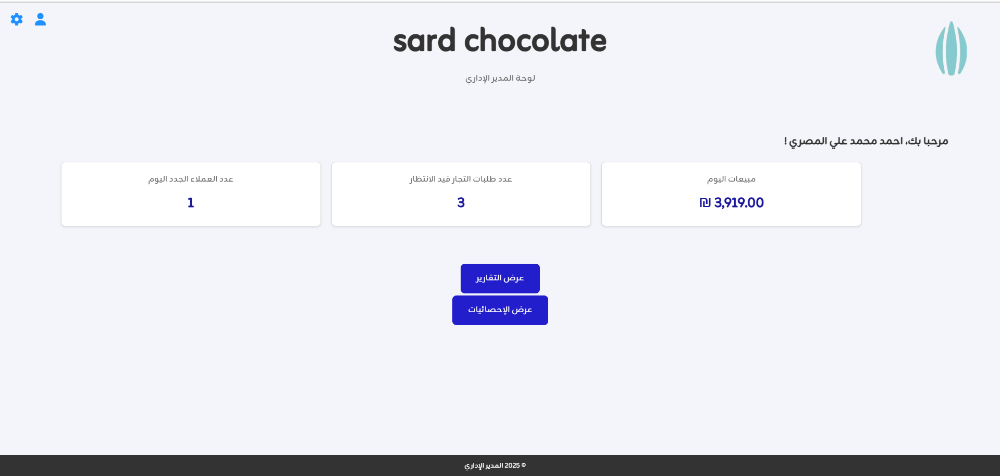 sard chocolate
لوحة المدير الإداري
مرحبا بك، احمد محمد علي المصري !
مبيعات اليوم
3,919.00 ₪
عدد طلبات التجار قيد الانتظار
3
عدد العملاء الجدد اليوم
1
عرض التقارير
عرض الإحصائيات
© 2025 المدير الإداري